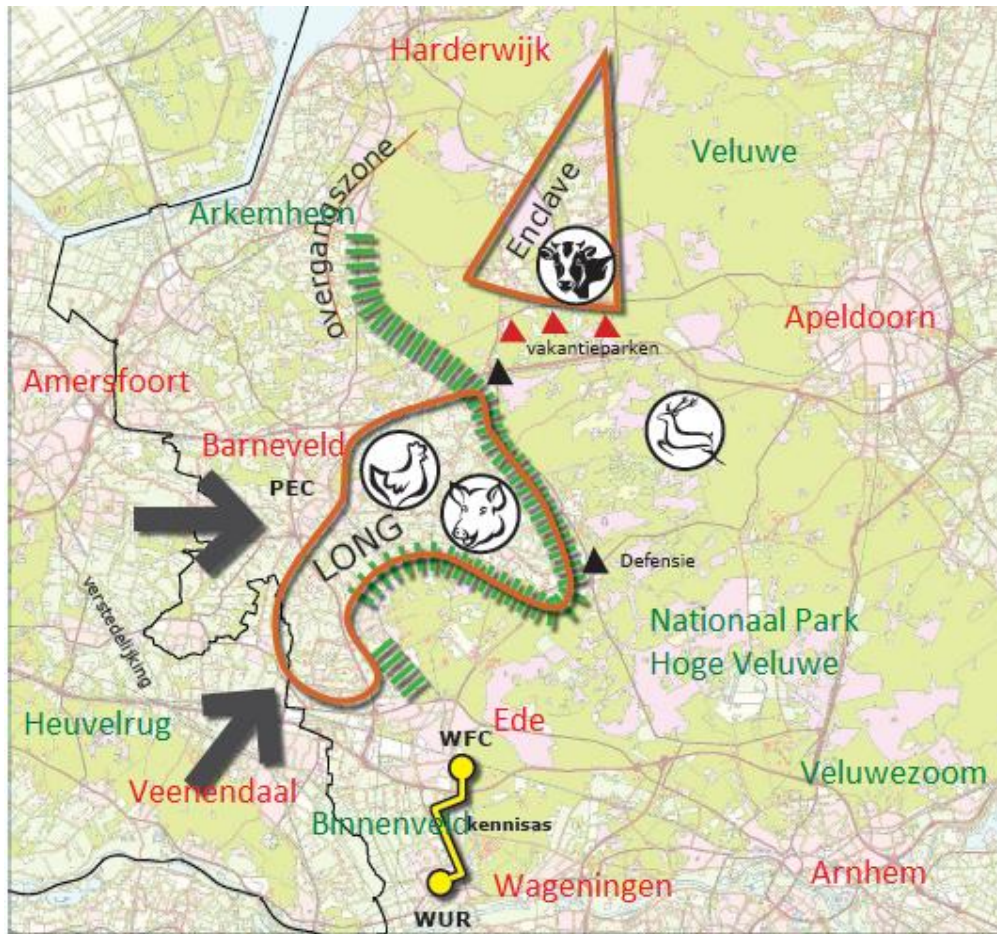 Harderwijk
Veluwe
overgangszone
Arkemheen
Enclave
Apeldoorn
vakantieparken
Amersfoort
Barneveld
PEC
LONG
Defensie
verstedelijking
Nationaal Park
Hoge Veluwe
Heuvelrug
Ede
WFC
Veluwezoom
Veenendaal
Binnenveld
kennisas
Wageningen
Arnhem
WUR